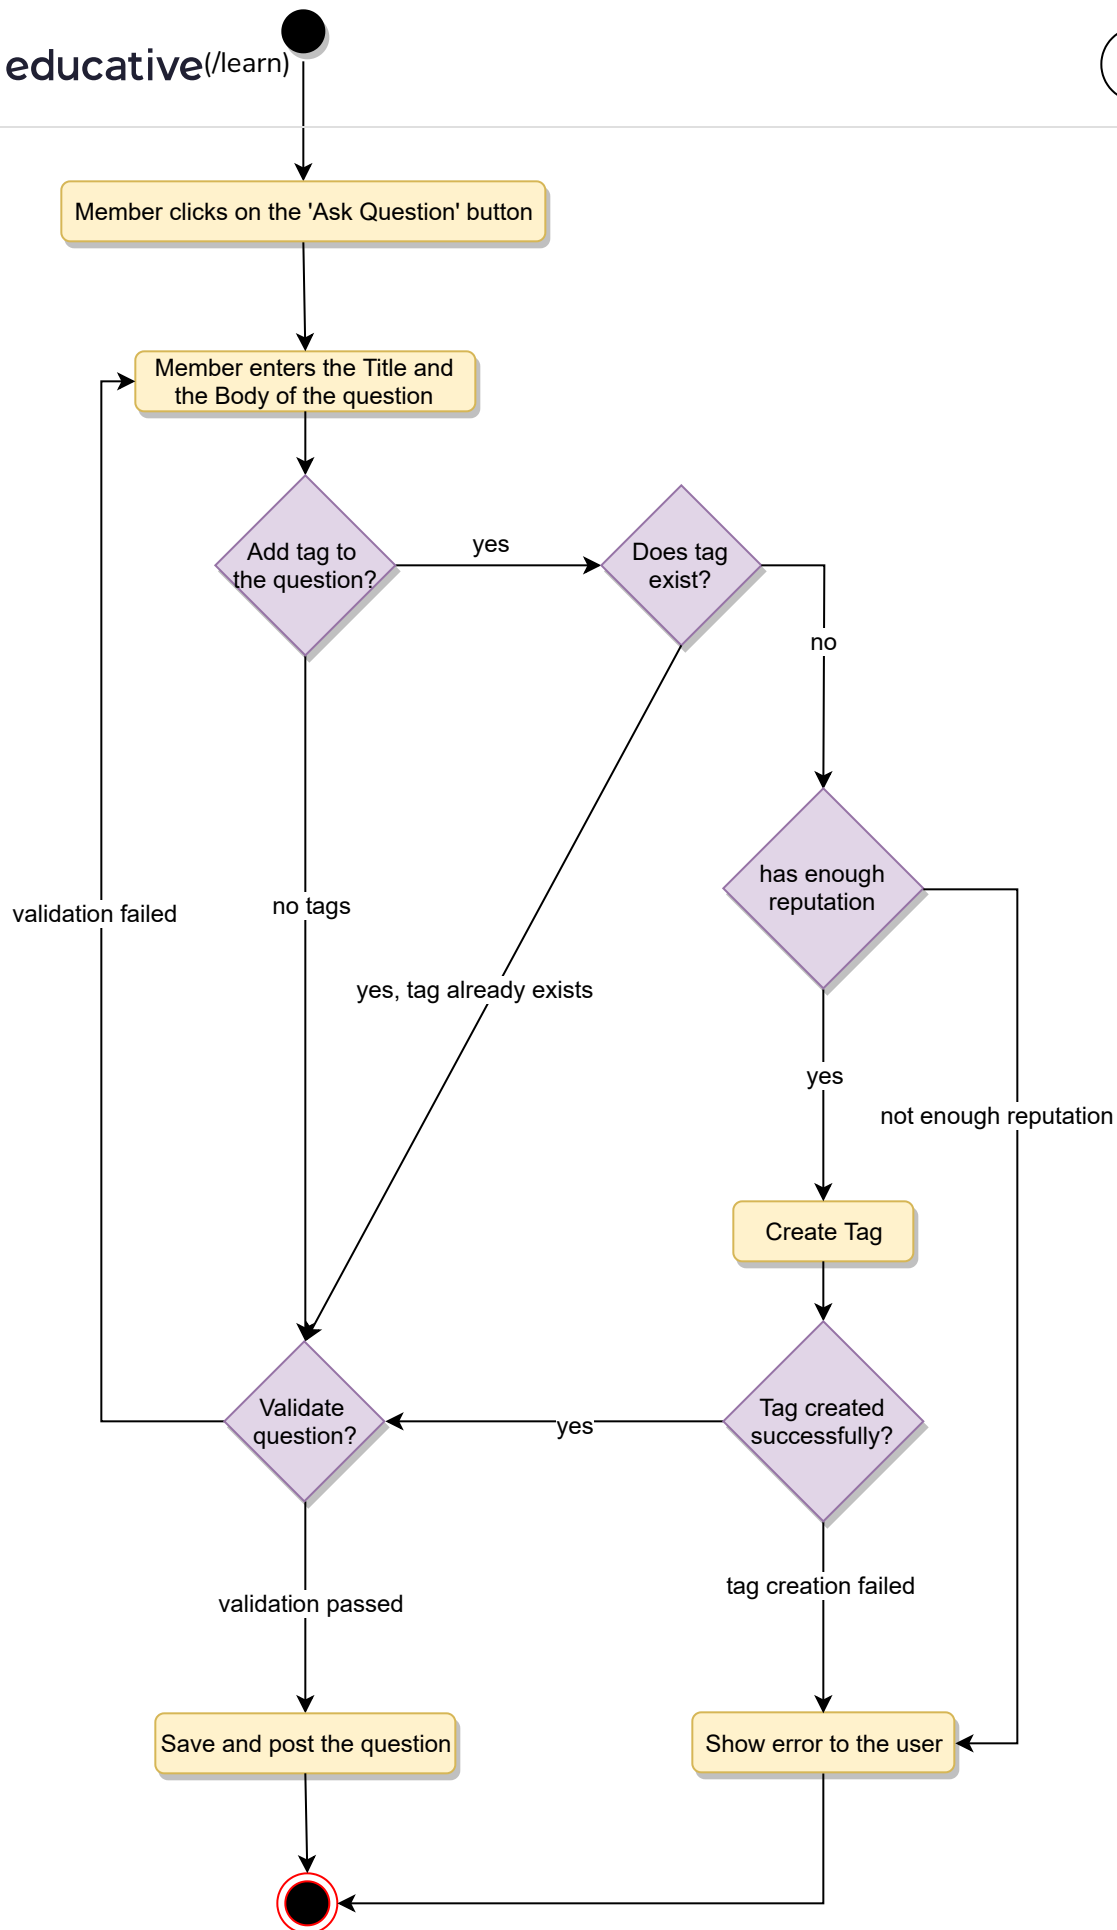 educative(/learn)
Member clicks on the 'Ask Question' button
Member enters the Title and
the Body of the question
Add tag to
the question?
yes
Does tag
exist?
no
has enough
reputation
validation failed
no tags
yes, tag already exists
yes
not enough reputation
Create Tag
Validate
question?
yes
Tag created
successfully?
validation passed
tag creation failed
Save and post the question
Show error to the user